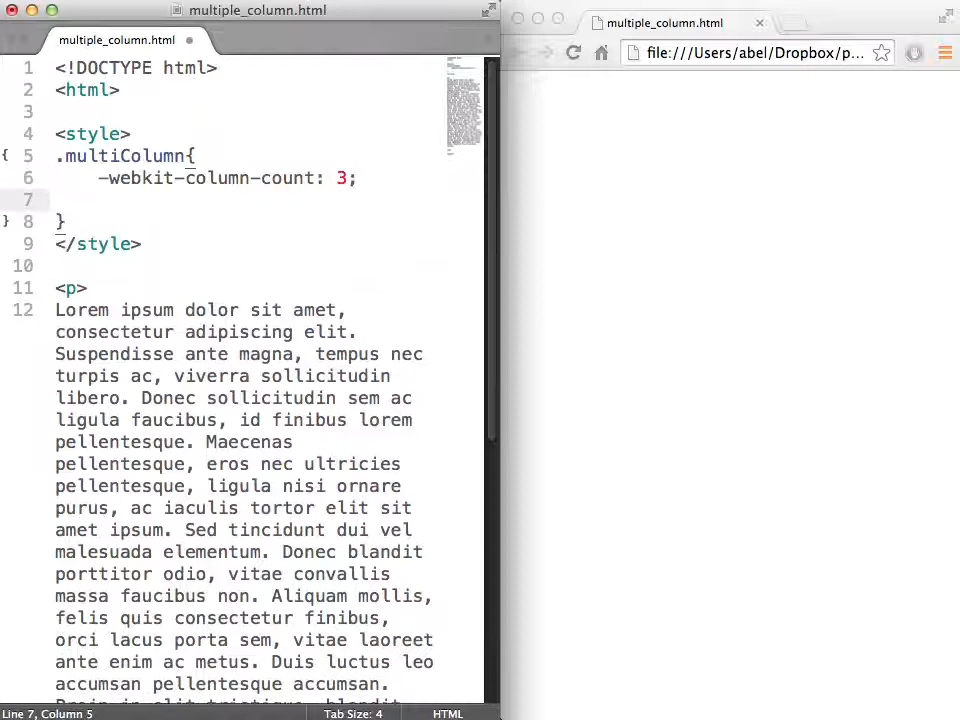 multiple_column.html
multiple_column.html
multiple_column.html
file:///Users/abel/Dropbox/p...
1 <!DOCTYPE html>
2 <html>
3
4 <style>
{ 5 .multiColumn{
6 -webkit-column-count: 3;
7
} 8 }
9 </style>
10
11 <p>
12 Lorem ipsum dolor sit amet,
consectetur adipiscing elit.
Suspendisse ante magna, tempus nec
turpis ac, viverra sollicitudin
libero. Donec sollicitudin sem ac
ligula faucibus, id finibus lorem
pellentesque. Maecenas
pellentesque, eros nec ultricies
pellentesque, ligula nisi ornare
purus, ac iaculis tortor elit sit
amet ipsum. Sed tincidunt dui vel
malesuada elementum. Donec blandit
porttitor odio, vitae convallis
massa faucibus non. Aliquam mollis,
felis quis consectetur finibus,
orci lacus porta sem, vitae laoreet
ante enim ac metus. Duis luctus leo
accumsan pellentesque accumsan.
Line 7, Column 5
Tab Size: 4
HTML